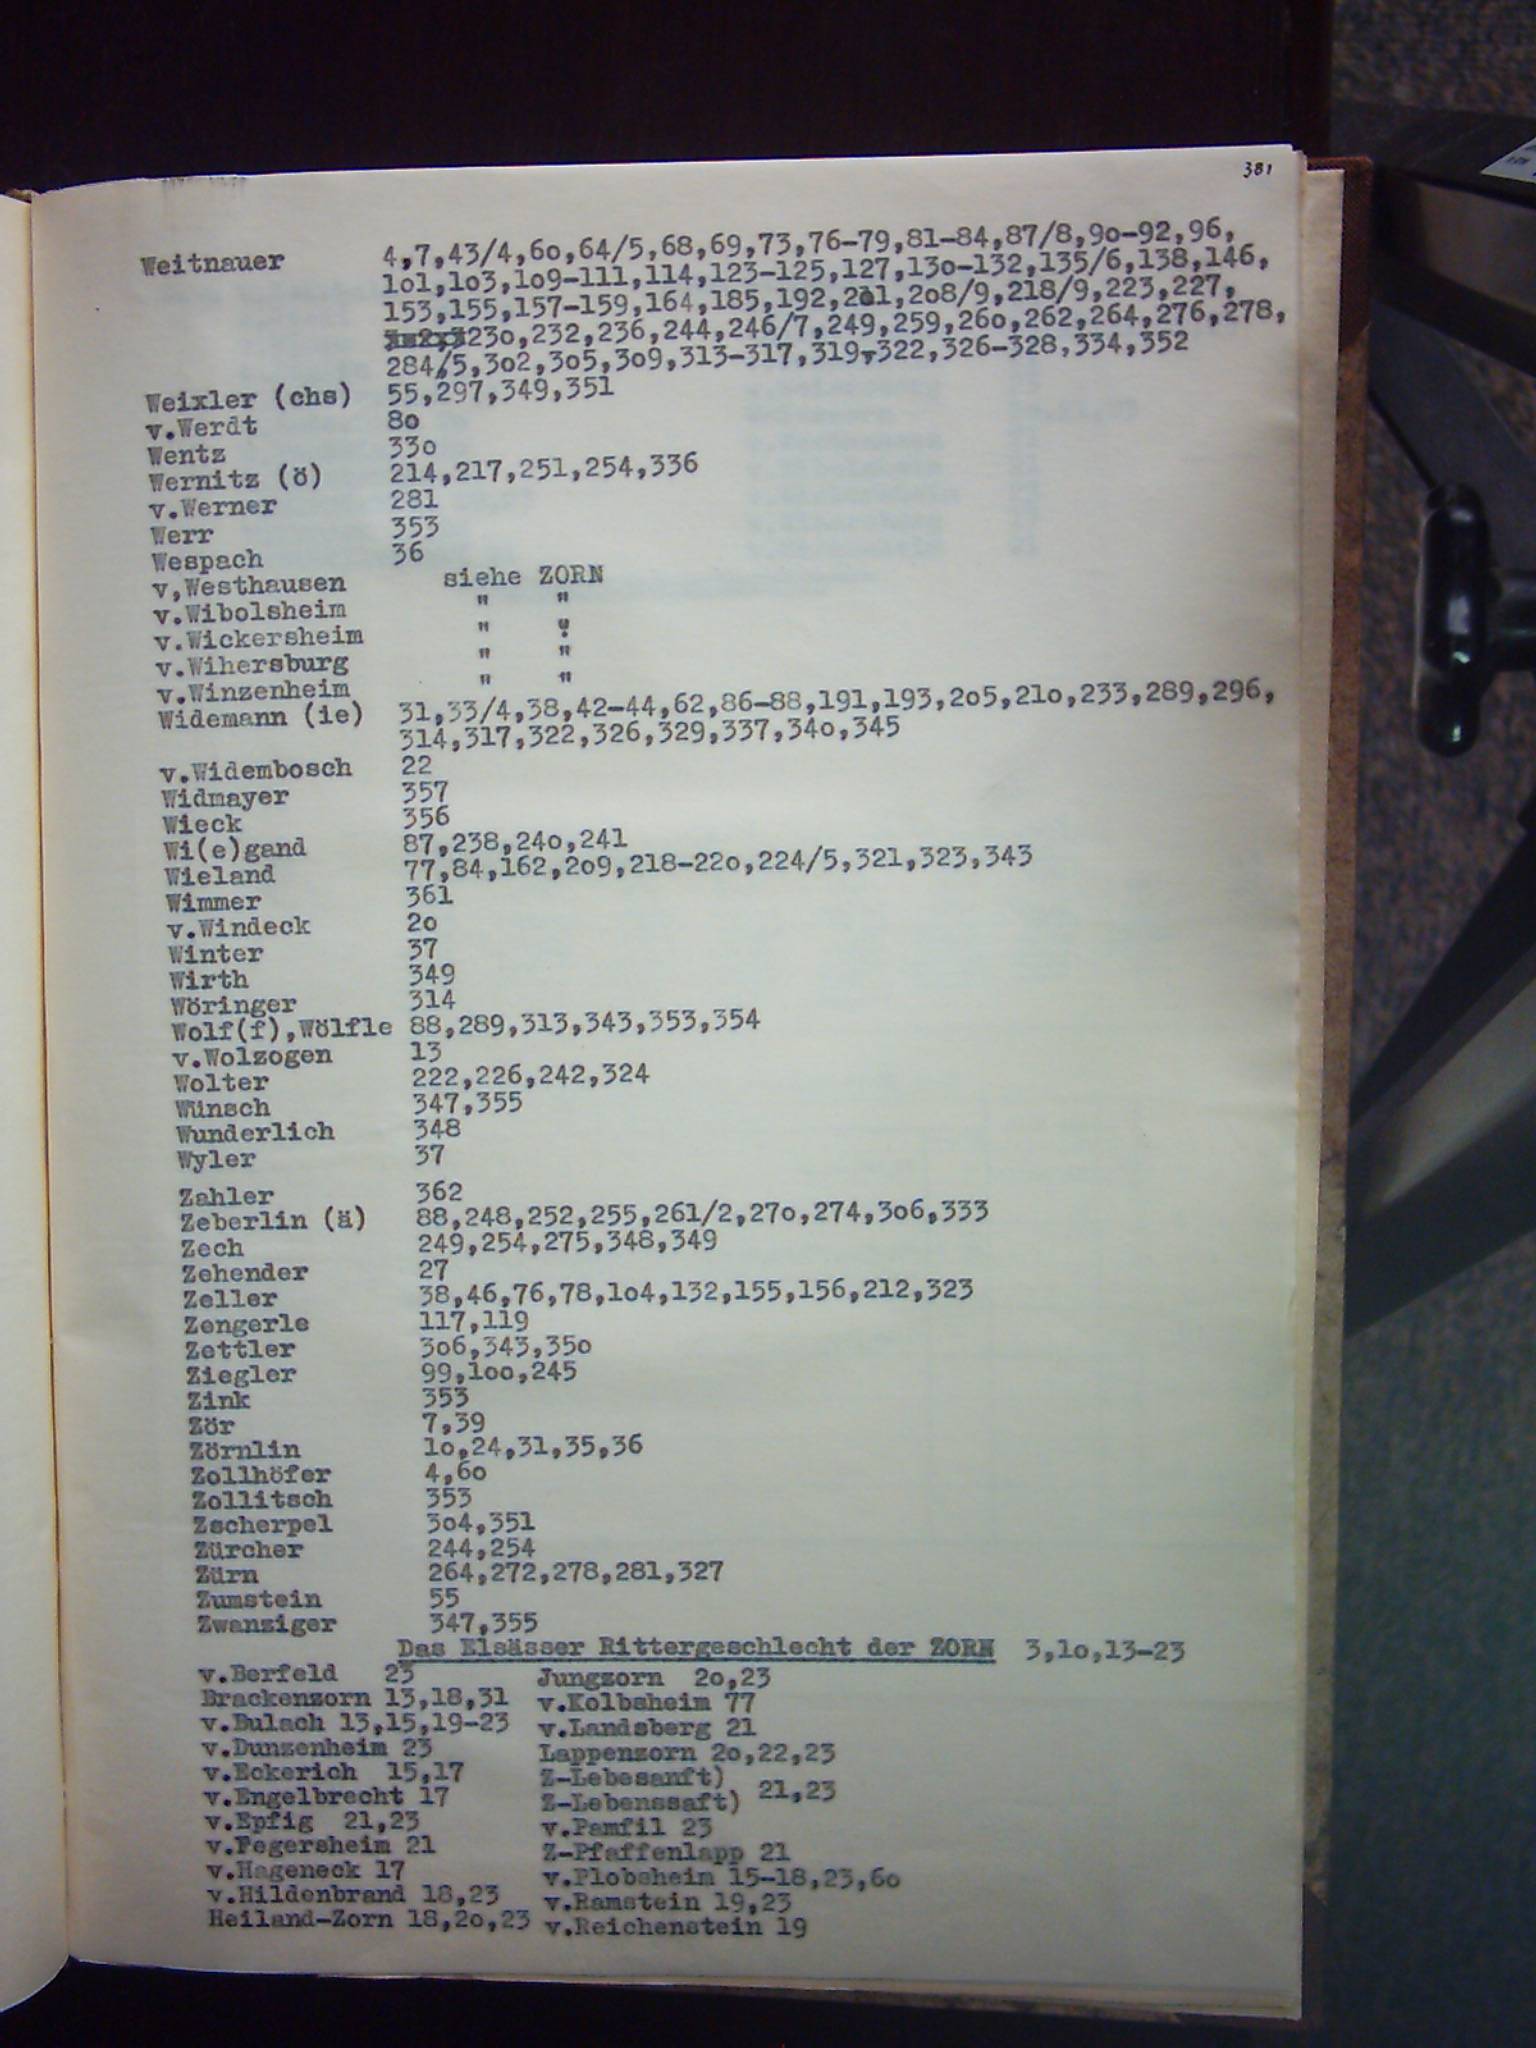 381
Weitnauer 4,7,43/4,6o,64/5,68,69,73,76-79,81-84,87/8,9o-92,96,
lol,lo3,lo9-111,114,123-125,127,13o-132,135/6,138,146,
153,155,157-159,164,185,192,2ol,2o8/9,218/9,223,227,
23o,232,236,244,246/7,249,259,26o,262,264,276,278,
284/5,3o2,3o5,3o9,313-317,319,322,326-328,334,352
Weixler (chs) 55,297,349,351
v.Werdt 8o
Wentz 33o
Wernitz (ö) 214,217,251,254,336
v.Werner 281
Werr 353
Wespach 36
v,Westhausen siehe ZORN
v.Wibolsheim " "
v.Wickersheim " "
v.Wihersburg " "
v.Winzenheim " "
Widemann (ie) 31,33/4,38,42-44,62,86-88,191,193,2o5,21o,233,289,296,
314,317,322,326,329,337,34o,345
v.Widembosch 22
Widmayer 357
Wieck 356
Wi(e)gand 87,238,24o,241
Wieland 77,84,162,2o9,218-22o,224/5,321,323,343
Wimmer 361
v.Windeck 2o
Winter 37
Wirth 349
Wöringer 314
Wolf(f),Wölfle 88,289,313,343,353,354
v.Wolzogen 13
Wolter 222,226,242,324
Wünsch 347,355
Wunderlich 348
Wyler 37
Zahler 362
Zeberlin (ä) 88,248,252,255,261/2,27o,274,3o6,333
Zech 249,254,275,348,349
Zehender 27
Zeller 38,46,76,78,lo4,132,155,156,212,323
Zengerle 117,119
Zettler 3o6,343,35o
Ziegler 99,loo,245
Zink 353
Zör 7,39
Zörnlin lo,24,31,35,36
Zollhöfer 4,6o
Zollitsch 353
Zscherpel 3o4,351
Zürcher 244,254
Zürn 264,272,278,281,327
Zumstein 55
Zwanziger 347,355
Das Elsässer Rittergeschlecht der ZORN 3,lo,13-23
v.Berfeld 23 Jungzorn 2o,23
Brackenzorn 13,18,31 v.Kolbsheim 77
v.Bulach 13,15,19-23 v.Landsberg 21
v.Dunzenheim 23 Lappenzorn 2o,22,23
v.Eckerich 15,17 Z-Lebesanft)
v.Engelbrecht 17 Z-Lebenssaft) 21,23
v.Epfig 21,23 v.Pamfil 23
v.Fegersheim 21 Z-Pfaffenlapp 21
v.Hageneck 17 v.Plobsheim 15-18,23,6o
v.Hildenbrand 18,23 v.Ramstein 19,23
Heiland-Zorn 18,2o,23 v.Reichenstein 19